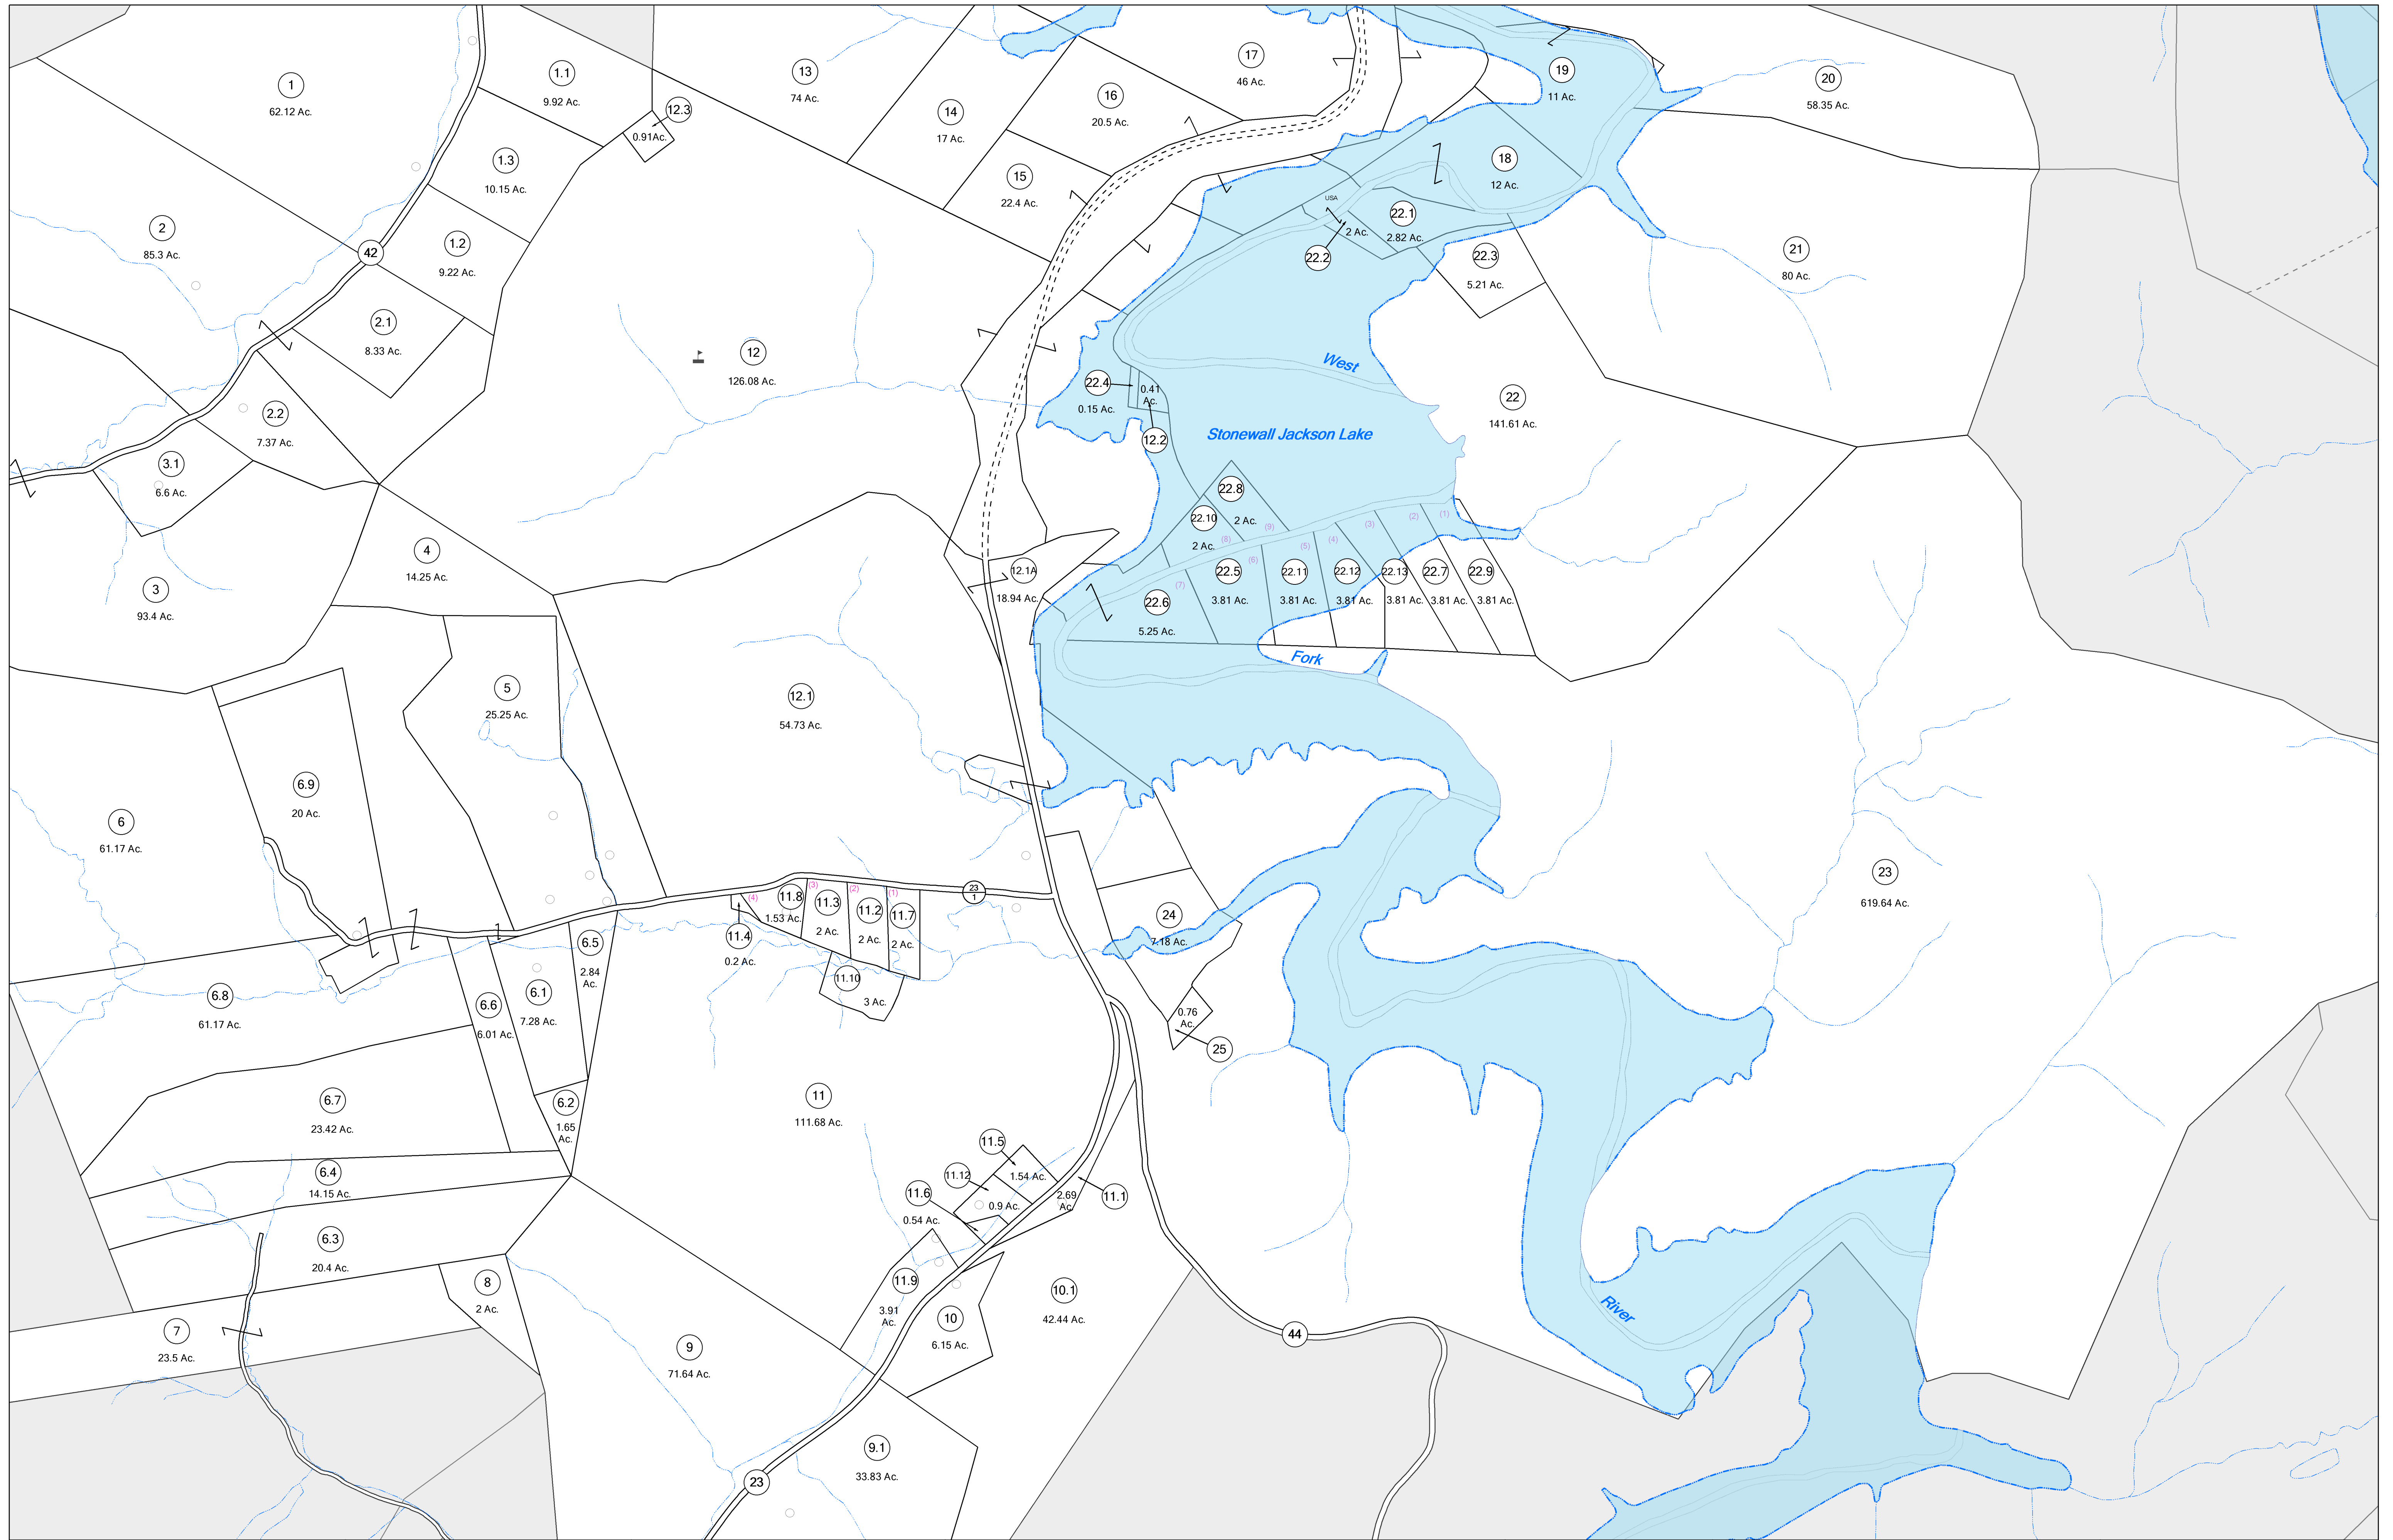 1
62.12 Ac.
1.1
9.92 Ac.
12.3
0.91Ac.
13
74 Ac.
14
17 Ac.
16
20.5 Ac.
17
46 Ac.
19
11 Ac.
20
58.35 Ac.
1.3
10.15 Ac.
15
22.4 Ac.
18
12 Ac.
2
85.3 Ac.
42
1.2
9.22 Ac.
USA
2 Ac.
22.2
22.1
2.82 Ac.
22.3
5.21 Ac.
21
80 Ac.
2.1
8.33 Ac.
12
126.08 Ac.
West
22.4
0.15 Ac.
0.41
Ac.
12.2
22
141.61 Ac.
2.2
7.37 Ac.
Stonewall Jackson Lake
3.1
6.6 Ac.
22.8
2 Ac.
(9)
22.10
2 Ac.
(8)
(3)
(2)
(1)
4
14.25 Ac.
3
93.4 Ac.
12.1A
18.94 Ac.
(7)
(6)
(5)
(4)
22.6
5.25 Ac.
22.5
3.81 Ac.
22.11
3.81 Ac.
22.12
3.81 Ac.
22.13
3.81 Ac.
22.7
3.81 Ac.
22.9
3.81 Ac.
Fork
5
25.25 Ac.
12.1
54.73 Ac.
6.9
20 Ac.
6
61.17 Ac.
23
619.64 Ac.
23
1
(4)
(3)
(2)
(1)
11.8
1.53 Ac.
11.3
2 Ac.
11.2
2 Ac.
11.7
2 Ac.
11.4
0.2 Ac.
11.10
3 Ac.
24
7.18 Ac.
0.76
Ac.
25
6.5
2.84
Ac.
6.8
61.17 Ac.
6.6
6.01 Ac.
6.1
7.28 Ac.
6.7
23.42 Ac.
6.2
1.65
Ac.
11
111.68 Ac.
6.4
14.15 Ac.
11.5
1.54 Ac.
11.12
0.9 Ac.
11.6
0.54 Ac.
2.69
Ac.
11.1
6.3
20.4 Ac.
8
2 Ac.
11.9
3.91
Ac.
10
6.15 Ac.
10.1
42.44 Ac.
River
44
7
23.5 Ac.
9
71.64 Ac.
9.1
33.83 Ac.
23